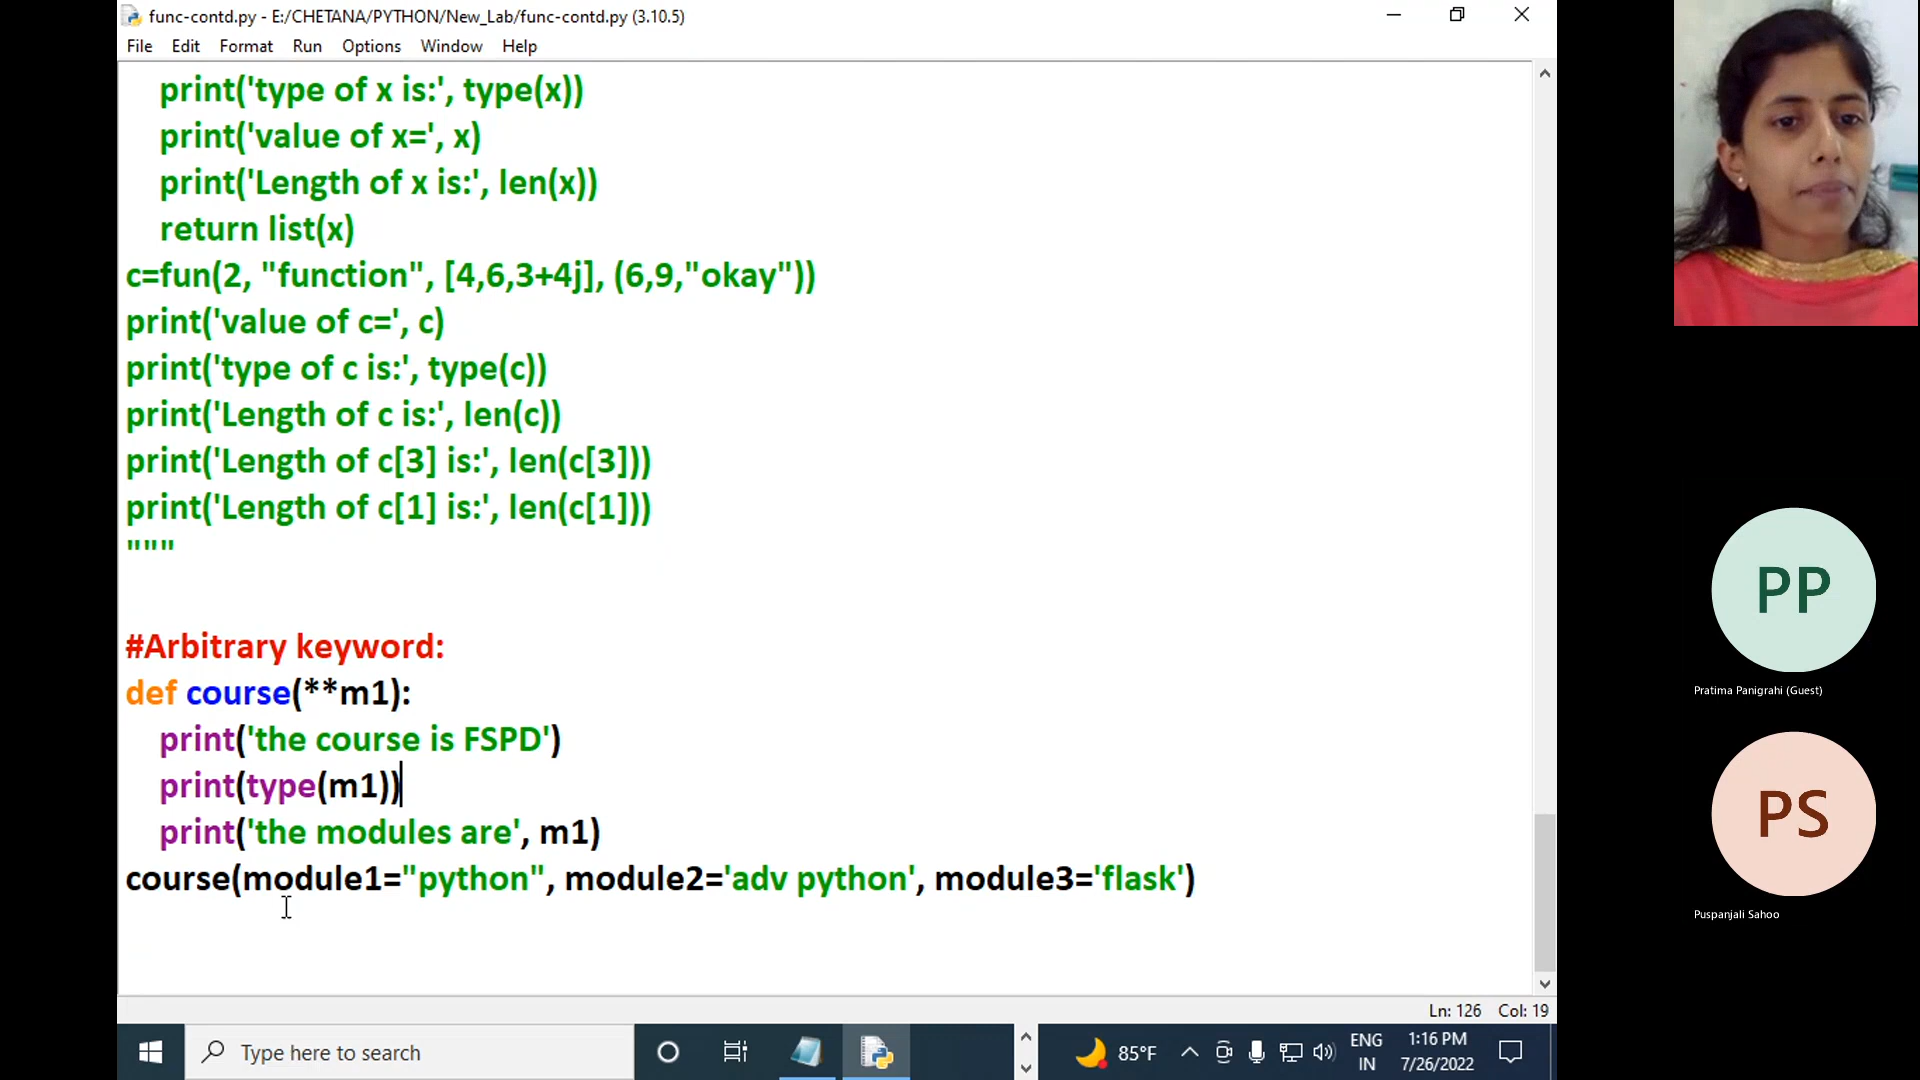 func-contd.py - E:/CHETANA/PYTHON/New_Lab/func-contd.py (3.10.5)
File Edit Format Run Options Window Help
print('type of x is:', type(x))
print('value of x=', x)
print('Length of x is:', len(x))
return list(x)
c=fun(2, "function", [4,6,3+4j], (6,9,"okay"))
print('value of c=', c)
print('type of c is:', type(c))
print('Length of c is:', len(c))
print('Length of c[3] is:', len(c[3]))
print('Length of c[1] is:', len(c[1]))
"""
#Arbitrary keyword:
def course(**m1):
print('the course is FSPD')
print(type(m1))
print('the modules are', m1)
course(module1="python", module2='adv python', module3='flask')
Ln: 126 Col: 19
Type here to search
85°F
ENG
IN
1:16 PM
7/26/2022
PP
Pratima Panigrahi (Guest)
PS
Puspanjali Sahoo